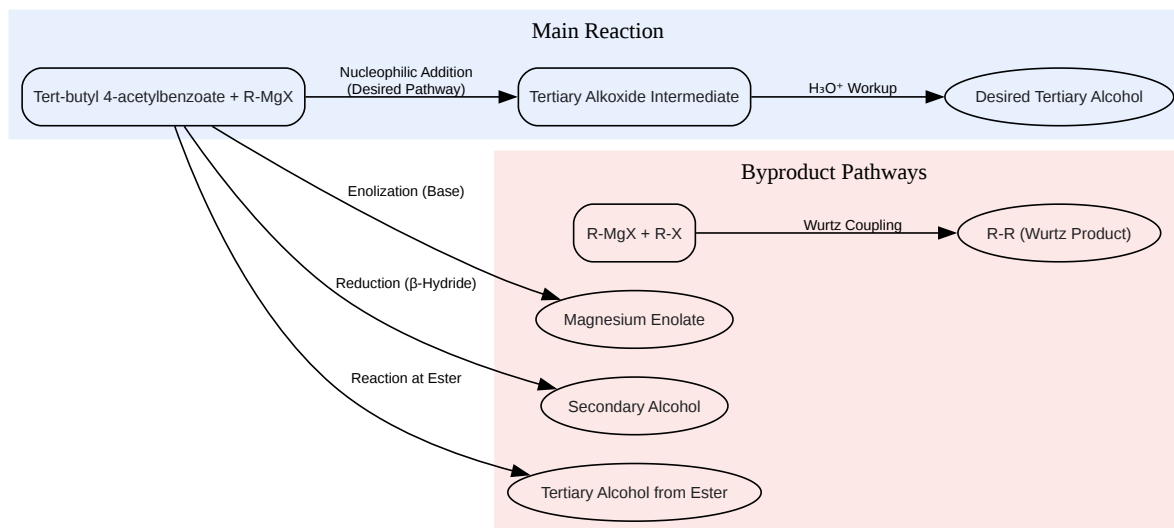 Main Reaction
Tert-butyl 4-acetylbenzoate + R-MgX
Nucleophilic Addition
(Desired Pathway)
Tertiary Alkoxide Intermediate
H₃O⁺ Workup
Desired Tertiary Alcohol
Byproduct Pathways
Enolization (Base)
R-MgX + R-X
Wurtz Coupling
R-R (Wurtz Product)
Reduction (β-Hydride)
Magnesium Enolate
Reaction at Ester
Secondary Alcohol
Tertiary Alcohol from Ester